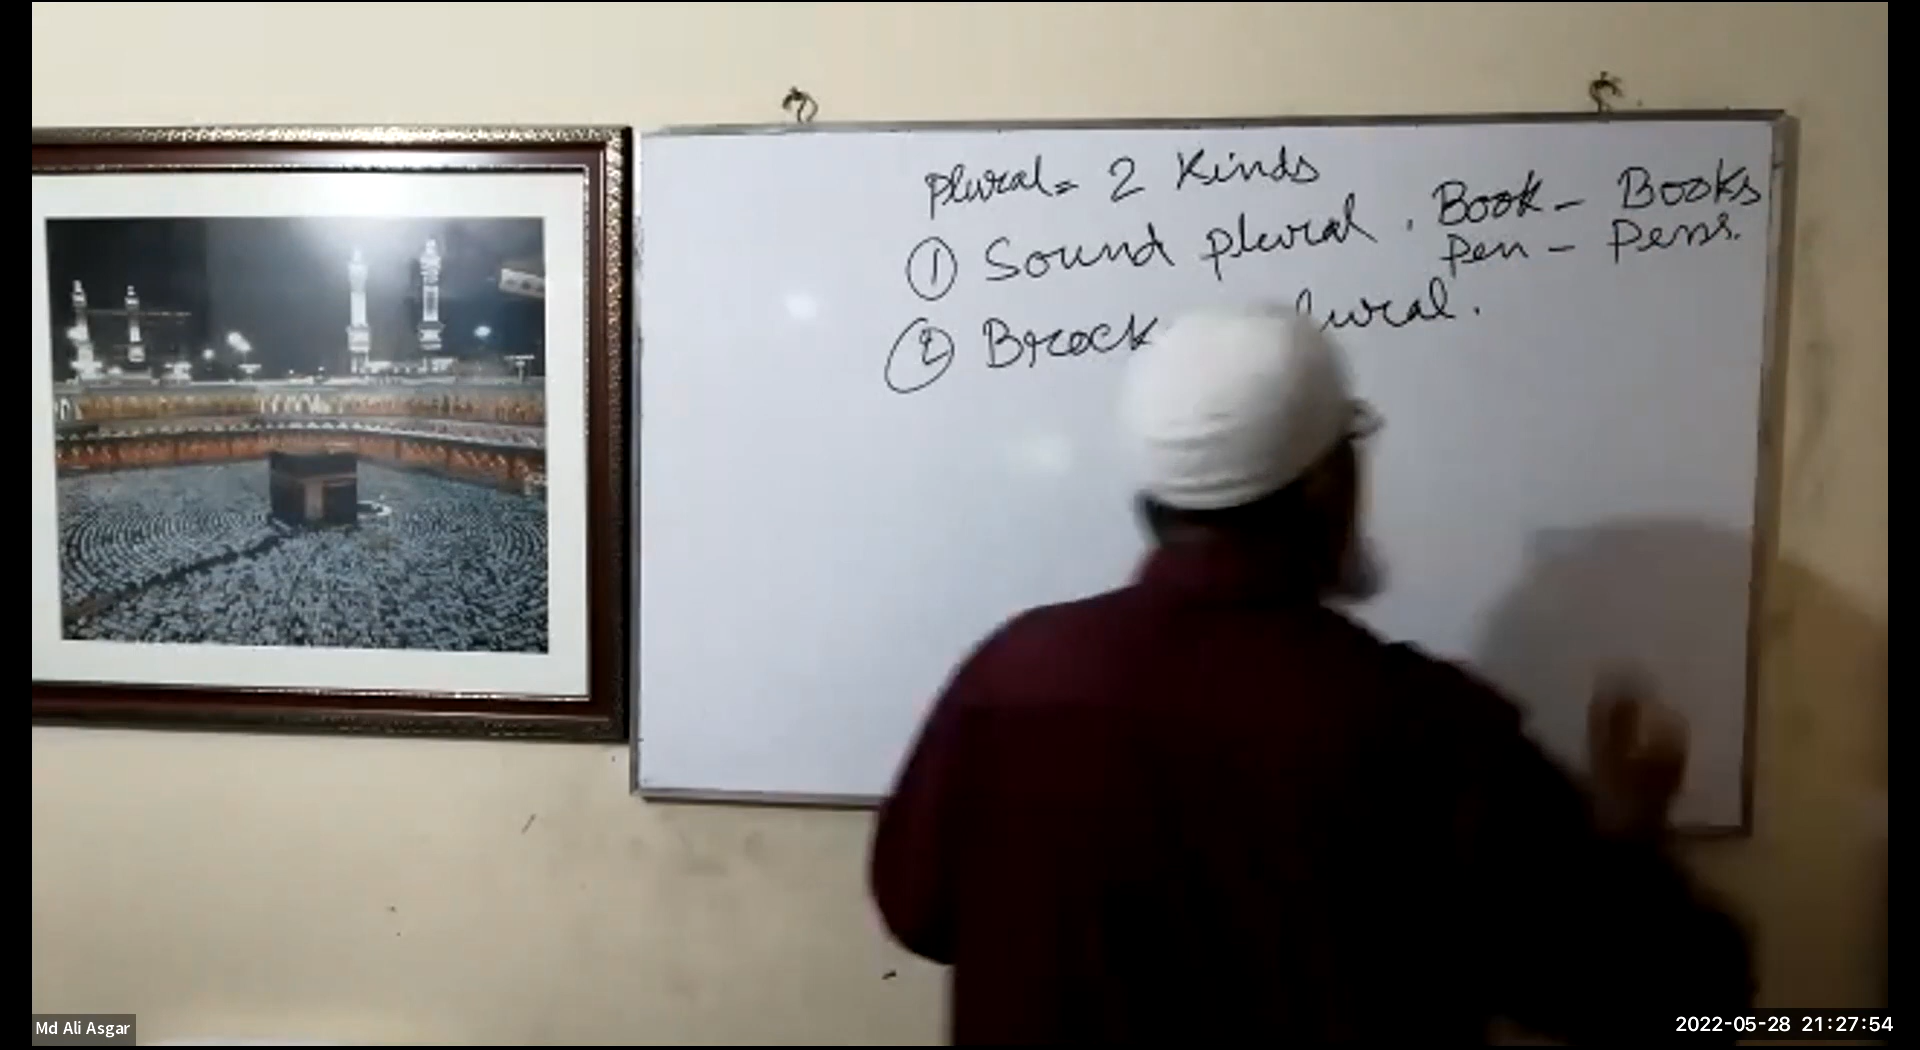 Plural = 2 Kinds
① Sound plural . Book - Books
Pen - Pens.
② Brock
Md Ali Asgar
2022-05-28 21:27:54